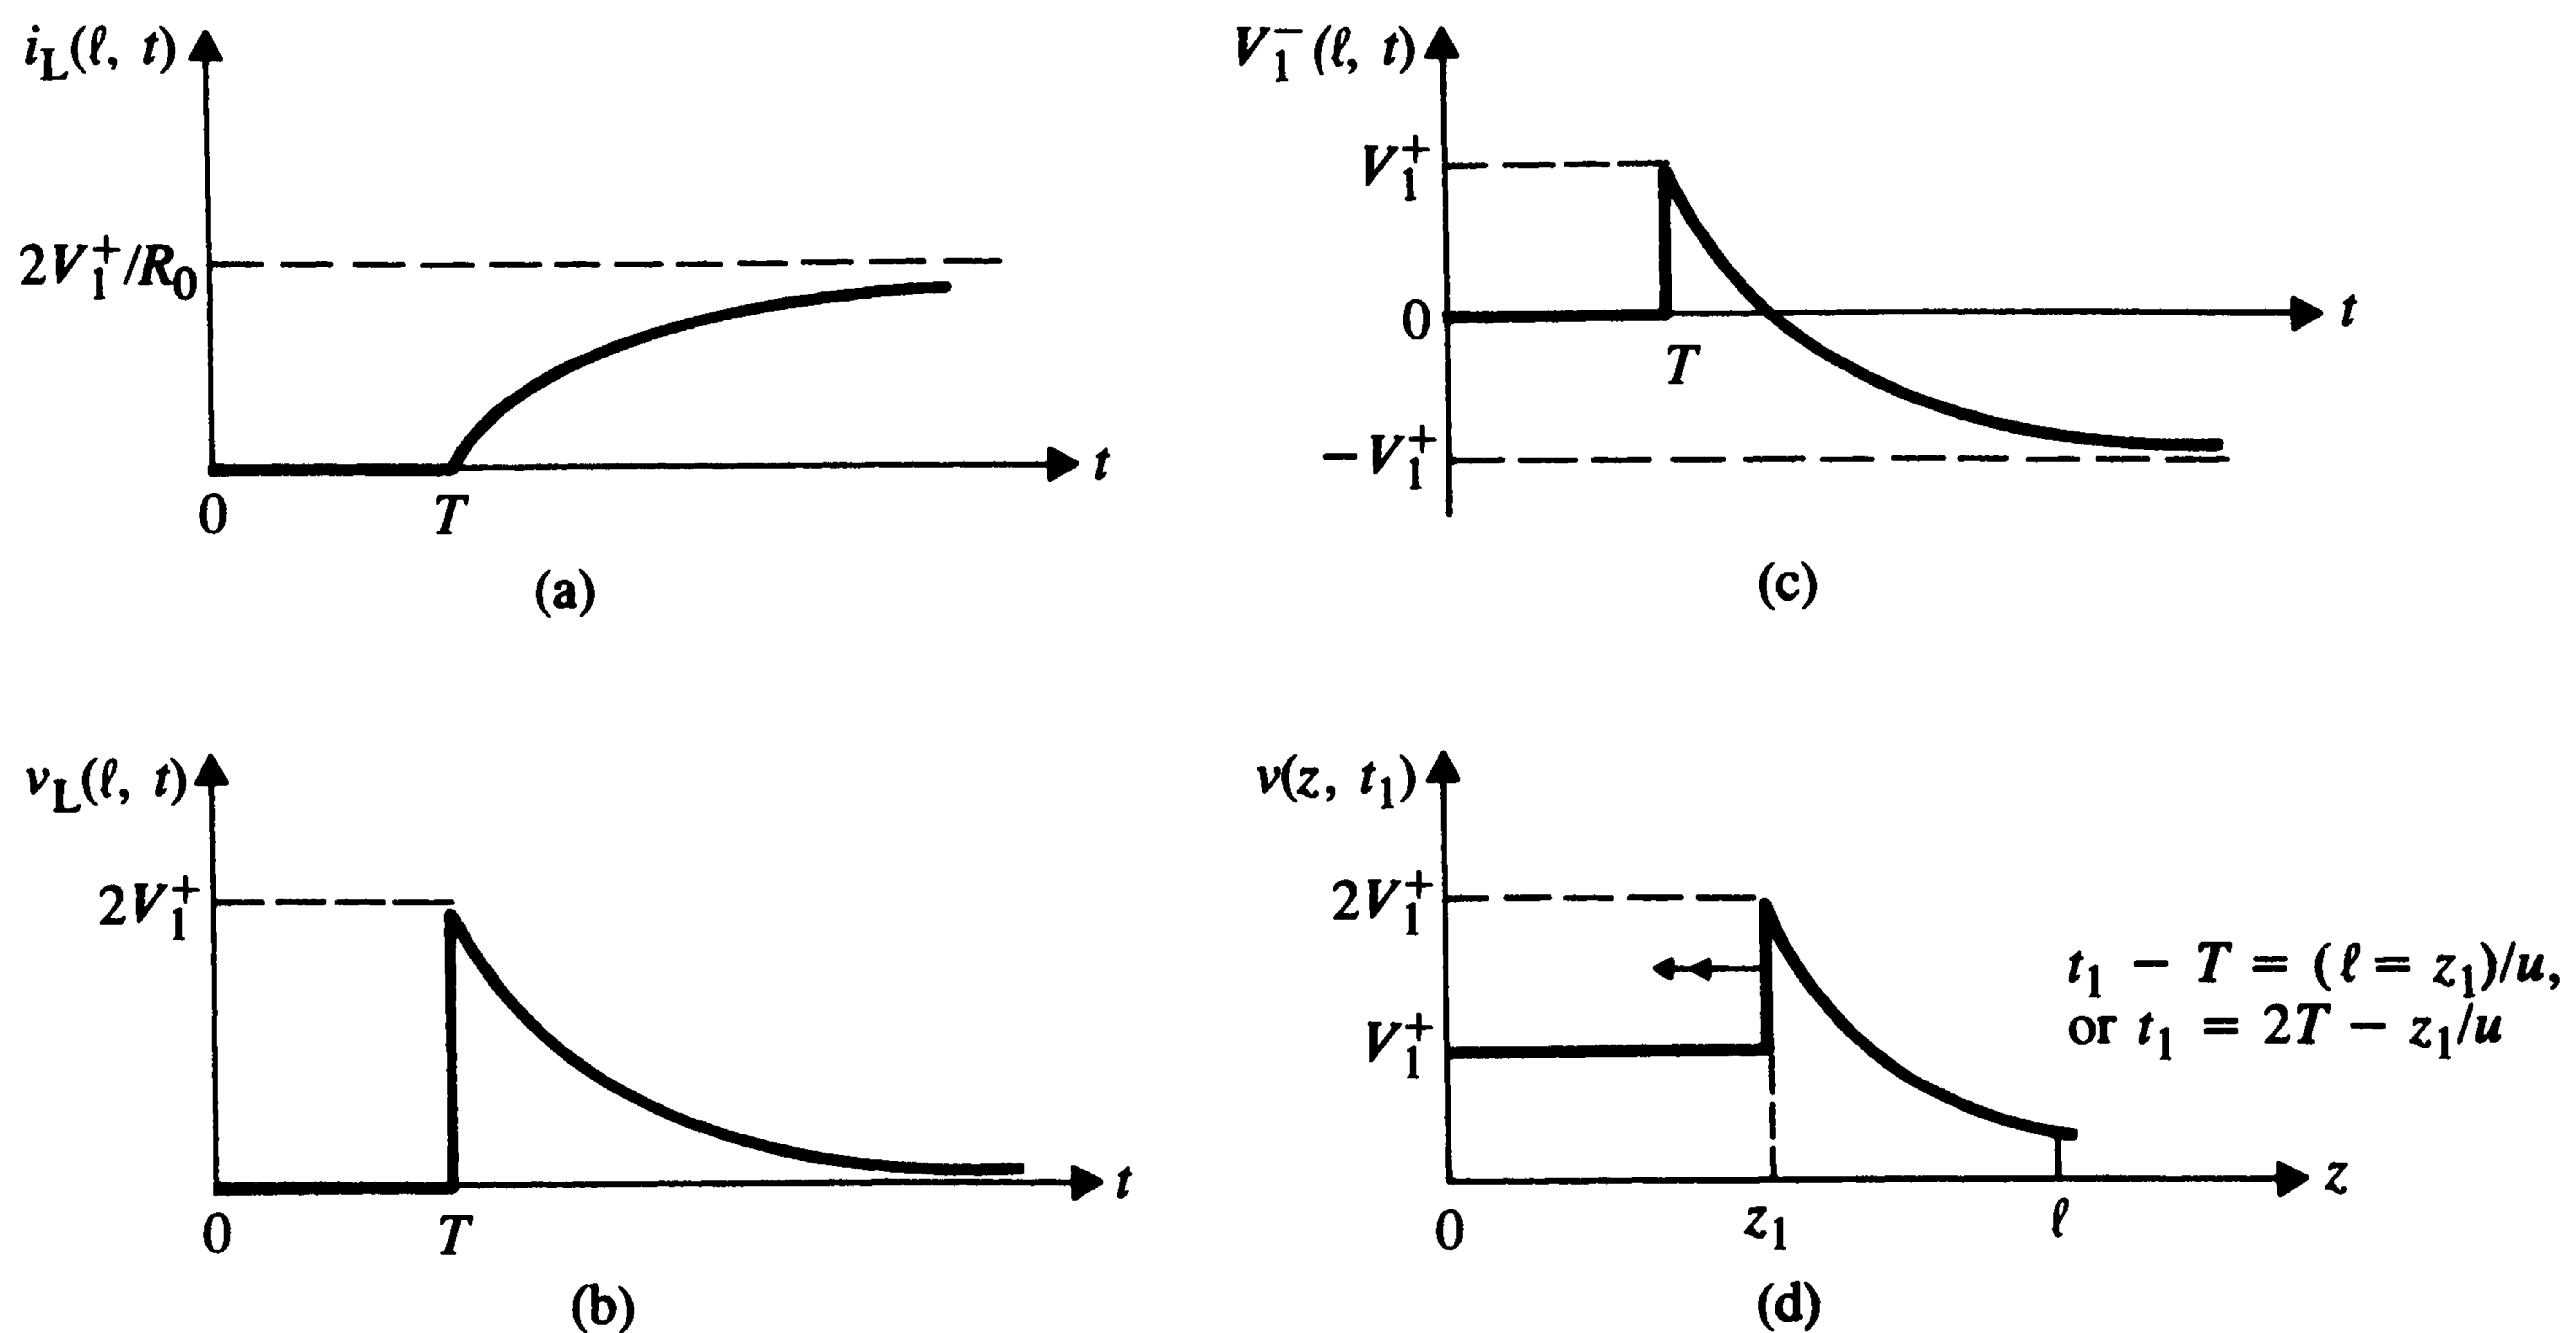 i_L(ℓ, t)
2V_1^+/R_0
0
T
t
(a)
V_1^-(ℓ, t)
V_1^+
0
T
t
-V_1^+
(c)
v_L(ℓ, t)
2V_1^+
0
T
t
(b)
v(z, t_1)
2V_1^+
V_1^+
t_1 − T = (ℓ = z_1)/u,
or t_1 = 2T − z_1/u
0
z_1
ℓ
z
(d)